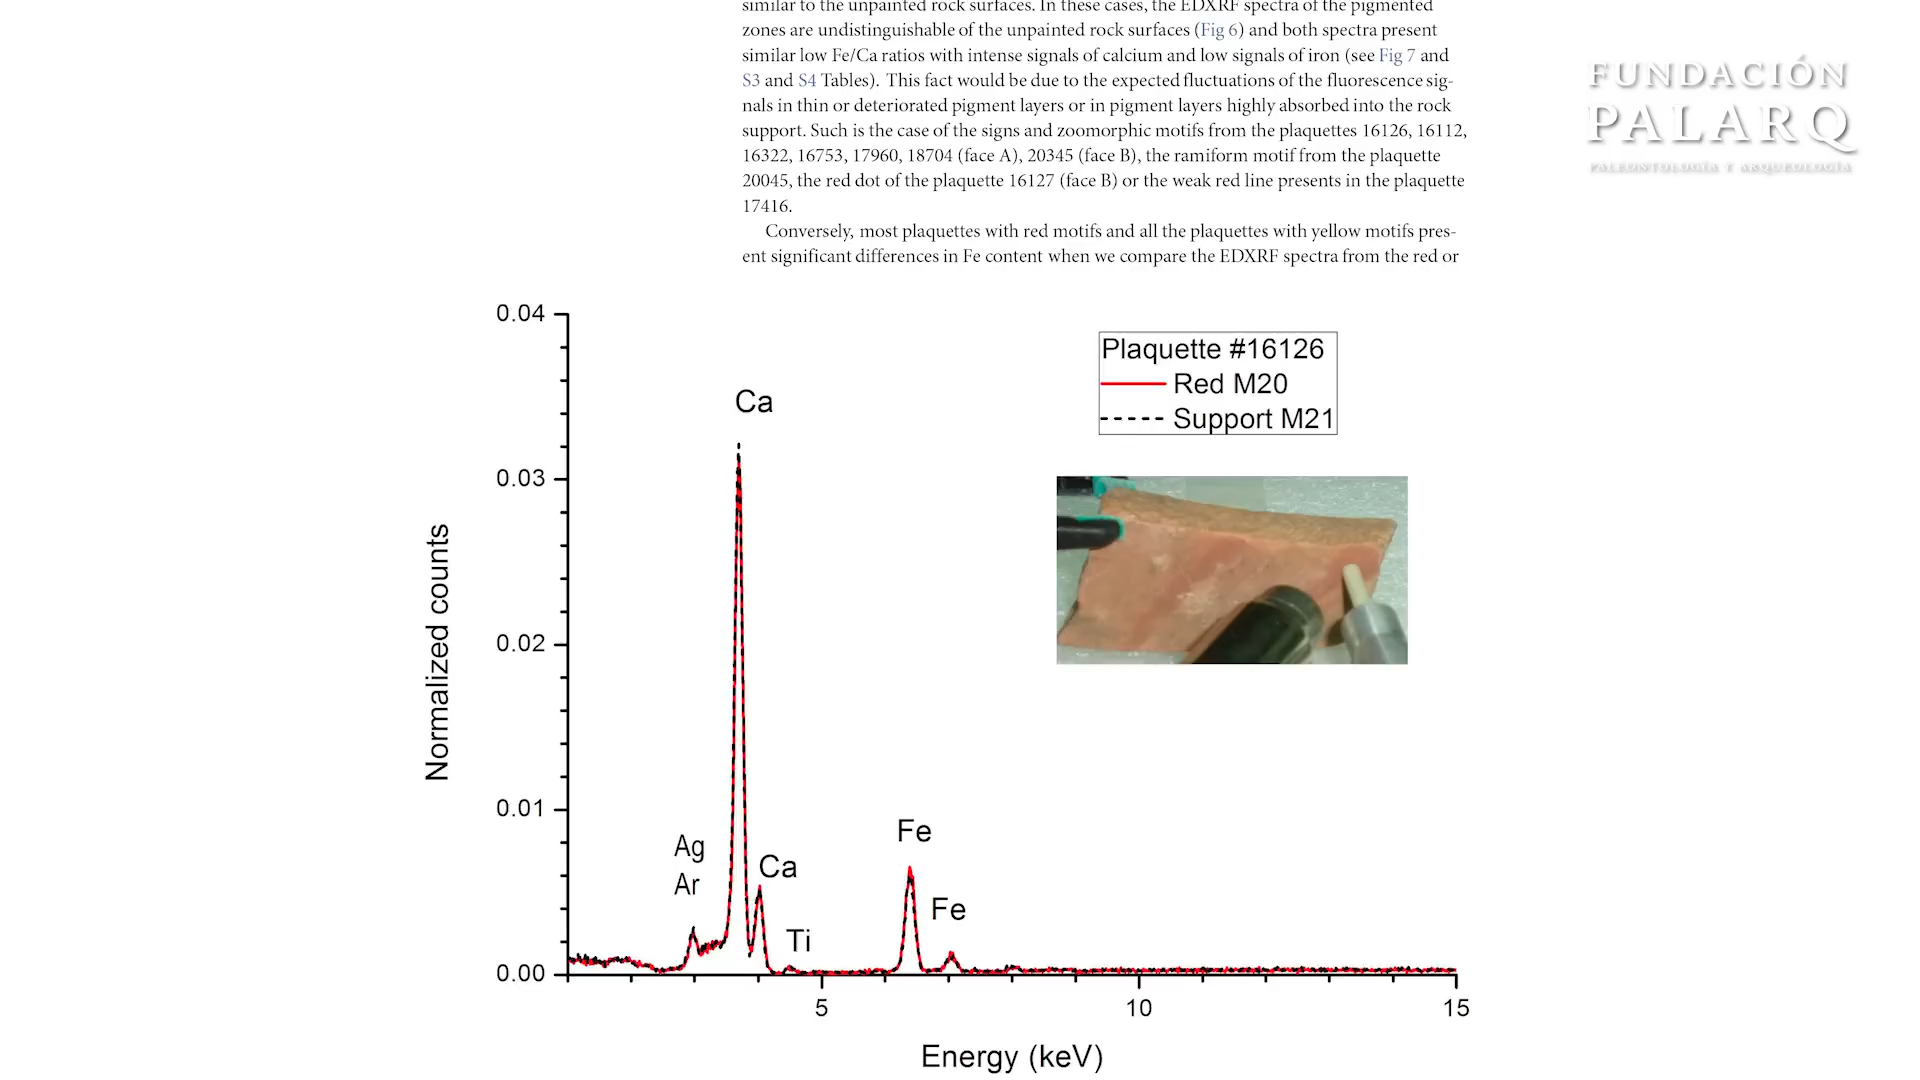 similar to the unpainted rock surfaces. In these cases, the EDXRF spectra of the pigmented
zones are undistinguishable of the unpainted rock surfaces (Fig 6) and both spectra present
similar low Fe/Ca ratios with intense signals of calcium and low signals of iron (see Fig 7 and
S3 and S4 Tables). This fact would be due to the expected fluctuations of the fluorescence sig-
nals in thin or deteriorated pigment layers or in pigment layers highly absorbed into the rock
support. Such is the case of the signs and zoomorphic motifs from the plaquettes 16126, 16112,
16322, 16753, 17960, 18704 (face A), 20345 (face B), the ramiform motif from the plaquette
20045, the red dot of the plaquette 16127 (face B) or the weak red line presents in the plaquette
17416.
Conversely, most plaquettes with red motifs and all the plaquettes with yellow motifs pres-
ent significant differences in Fe content when we compare the EDXRF spectra from the red or
FUNDACIÓN
PALARQ
PALEONTOLOGÍA Y ARQUEOLOGÍA
0.04
0.03
0.02
0.01
0.00
Normalized counts
Plaquette #16126
Red M20
Support M21
Ca
Ag
Ar
Ca
Ti
Fe
Fe
5
10
15
Energy (keV)